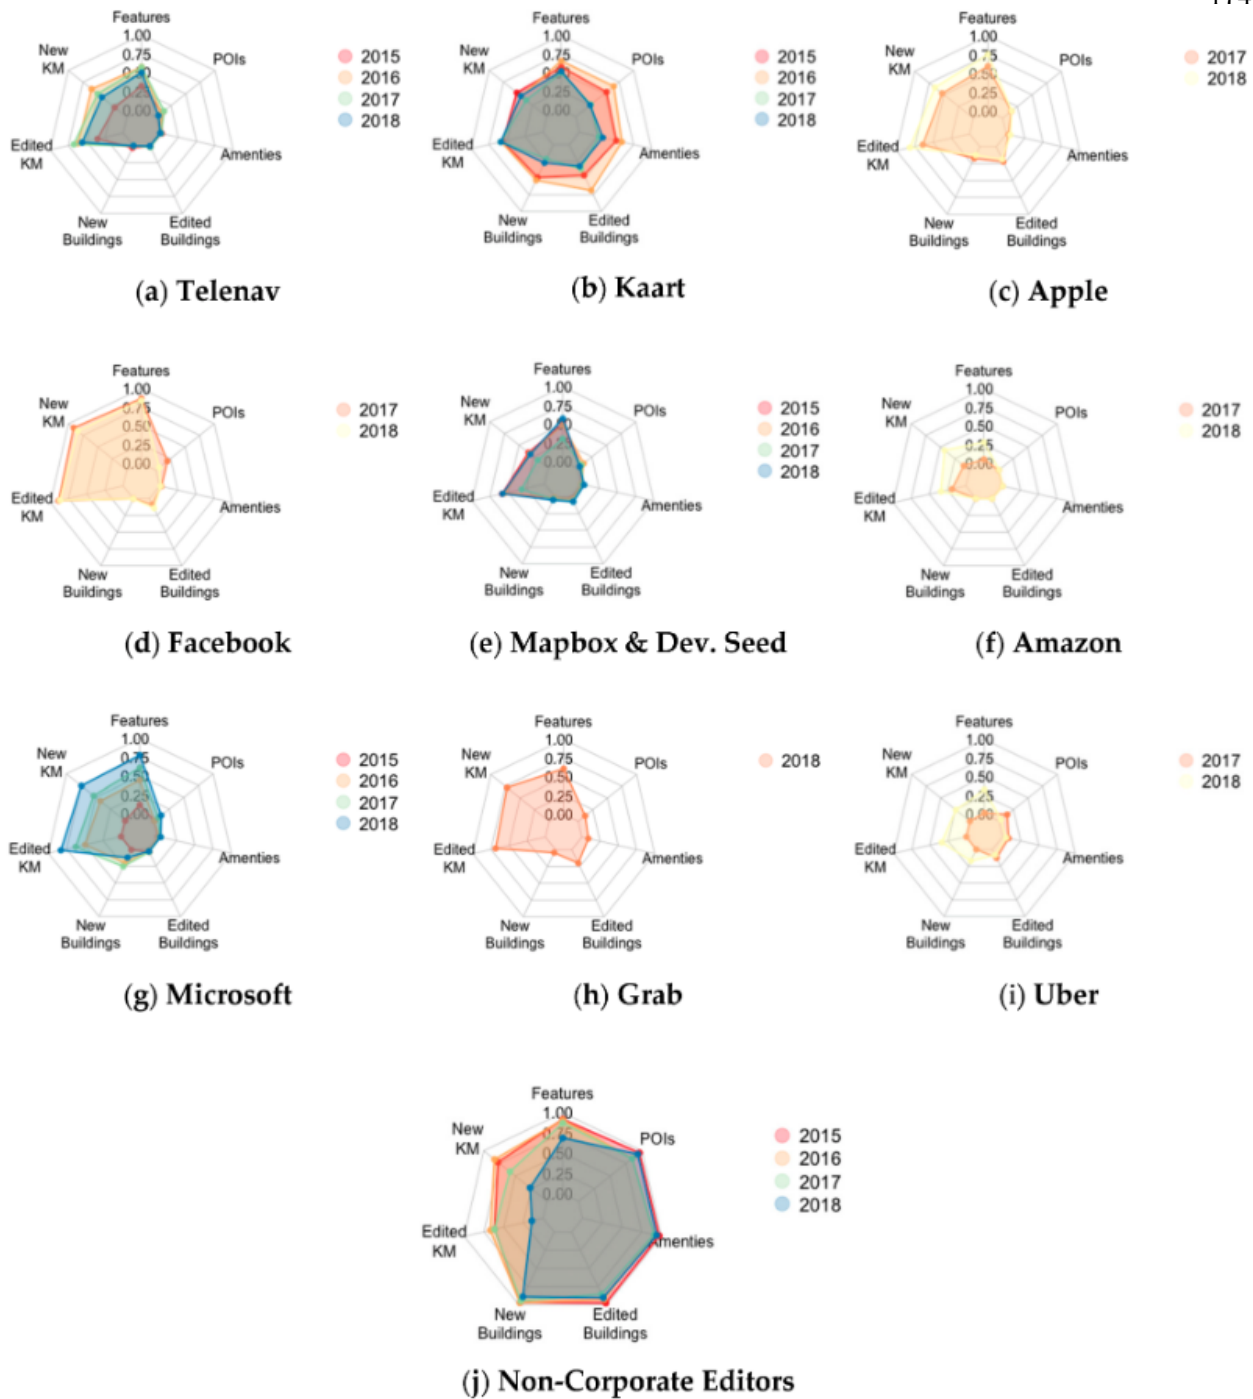 Features
1.00
0.75
0.50
0.25
0.00
New
KM
POIs
Edited
KM
Amenties
New
Buildings
Edited
Buildings
2015
2016
2017
2018
(a) Telenav
Features
1.00
0.75
0.50
0.25
0.00
New
KM
POIs
Edited
KM
Amenties
New
Buildings
Edited
Buildings
2015
2016
2017
2018
(b) Kaart
Features
1.00
0.75
0.50
0.25
0.00
New
KM
POIs
Edited
KM
Amenties
New
Buildings
Edited
Buildings
2017
2018
(c) Apple
Features
1.00
0.75
0.50
0.25
0.00
New
KM
POIs
Edited
KM
Amenties
New
Buildings
Edited
Buildings
2017
2018
(d) Facebook
Features
1.00
0.75
0.50
0.25
0.00
New
KM
POIs
Edited
KM
Amenties
New
Buildings
Edited
Buildings
2015
2016
2017
2018
(e) Mapbox & Dev. Seed
Features
1.00
0.75
0.50
0.25
0.00
New
KM
POIs
Edited
KM
Amenties
New
Buildings
Edited
Buildings
2017
2018
(f) Amazon
Features
1.00
0.75
0.50
0.25
0.00
New
KM
POIs
Edited
KM
Amenties
New
Buildings
Edited
Buildings
2015
2016
2017
2018
(g) Microsoft
Features
1.00
0.75
0.50
0.25
0.00
New
KM
POIs
Edited
KM
Amenties
New
Buildings
Edited
Buildings
2018
(h) Grab
Features
1.00
0.75
0.50
0.25
0.00
New
KM
POIs
Edited
KM
Amenties
New
Buildings
Edited
Buildings
2017
2018
(i) Uber
Features
1.00
0.75
0.50
0.25
0.00
New
KM
POIs
Edited
KM
Amenties
New
Buildings
Edited
Buildings
2015
2016
2017
2018
(j) Non-Corporate Editors